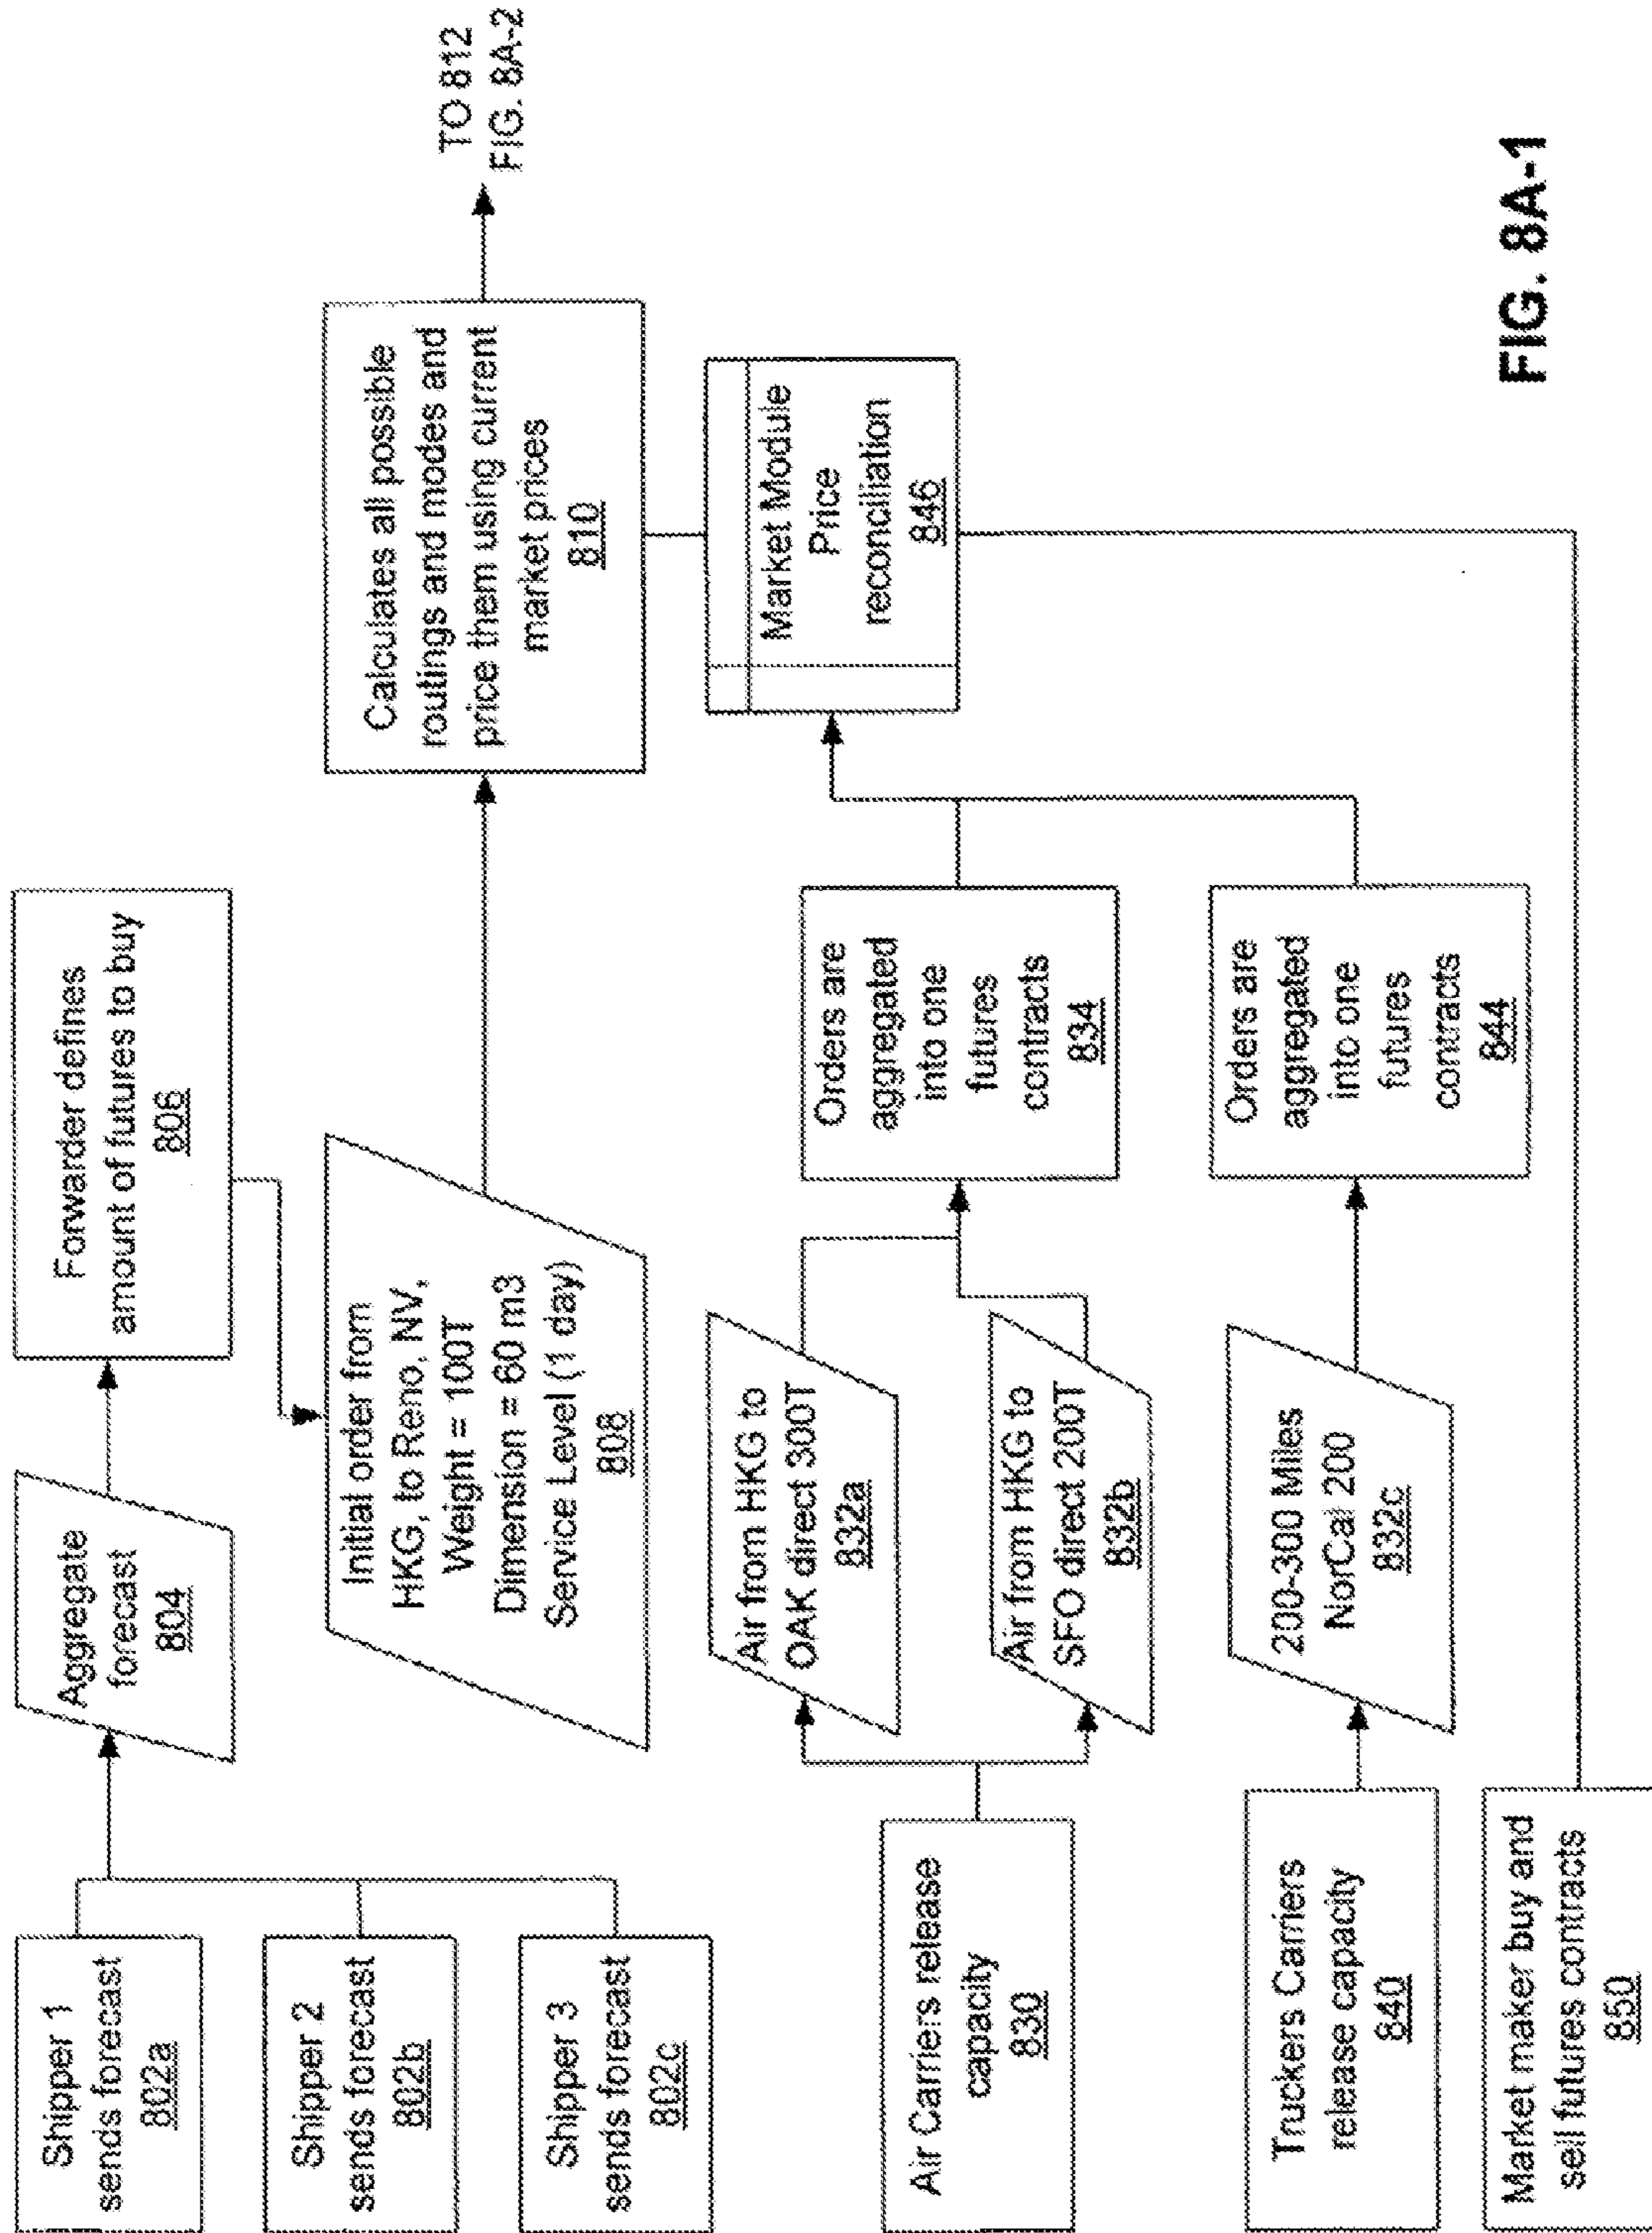 Shipper 1
sends forecast
802a
Shipper 2
sends forecast
802b
Shipper 3
sends forecast
802c
Aggregate
forecast
804
Forwarder defines
amount of futures to buy
806
Initial order from
HKG, to Reno, NV,
Weight = 100T
Dimension = 60 m3
Service Level (1 day)
808
Calculates all possible
routings and modes and
price them using current
market prices
810
TO 812
FIG. 8A-2
Air Carriers release
capacity
830
Air from HKG to
OAK direct 300T
832a
Air from HKG to
SFO direct 200T
832b
Orders are
aggregated
into one
futures
contracts
834
Market Module
Price
reconciliation
846
Truckers Carriers
release capacity
840
200-300 Miles
NorCal 200
832c
Orders are
aggregated
into one
futures
contracts
844
Market maker buy and
sell futures contracts
850
FIG. 8A-1